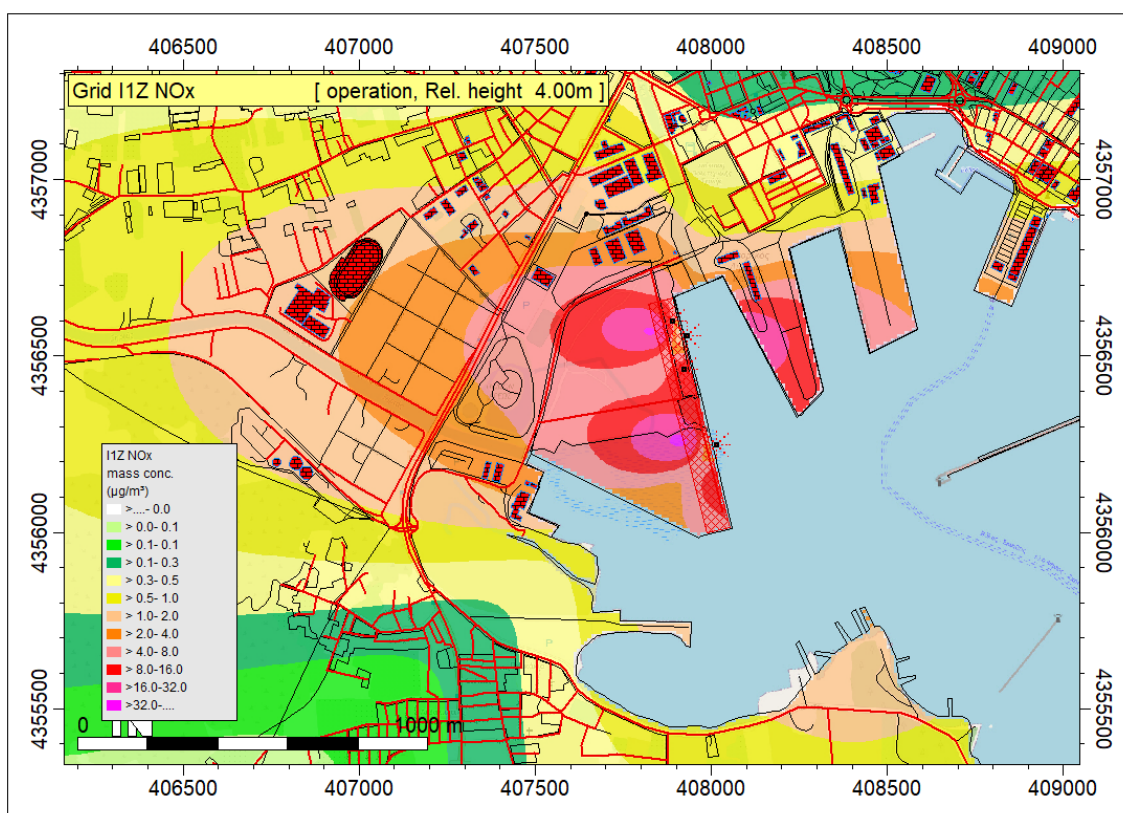 406500 407000 407500 408000 408500 409000
Grid I1Z NOx [ operation, Rel. height 4.00m ]
4357000
4356500
4356000
4355500
4357000
4356500
4356000
4355500
P
P
I1Z NOx
mass conc.
(µg/m³)
>....- 0.0
> 0.0- 0.1
> 0.1- 0.1
> 0.1- 0.3
> 0.3- 0.5
> 0.5- 1.0
> 1.0- 2.0
> 2.0- 4.0
> 4.0- 8.0
> 8.0-16.0
>16.0-32.0
>32.0-....
0 1000 m
406500 407000 407500 408000 408500 409000